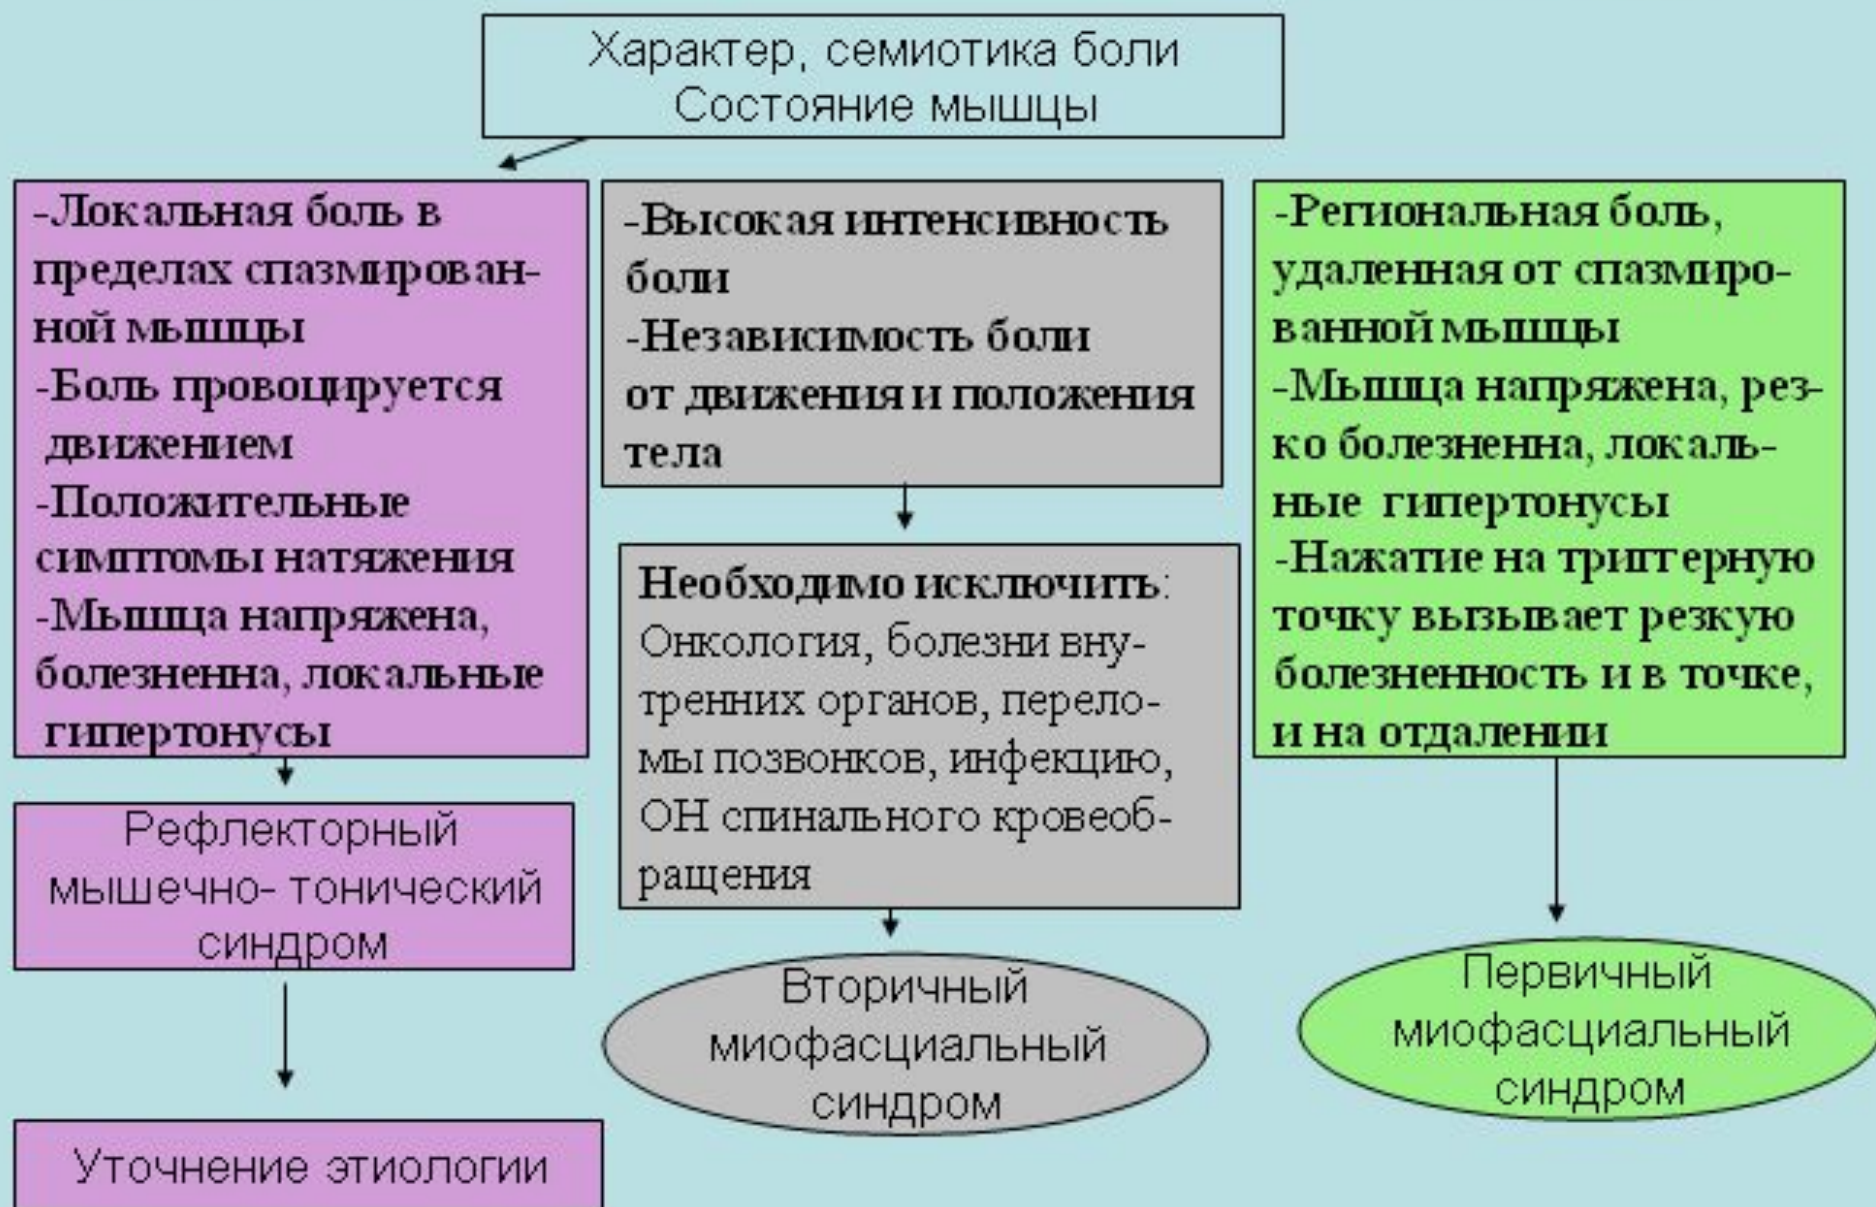 Характер, семиотика боли
Состояние мышцы
-Локальная боль в
пределах спазмирован-
ной мышцы
-Боль провоцируется
движением
-Положительные
симптомы натяжения
-Мышца напряжена,
болезненна, локальные
гипертонусы
Рефлекторный
мышечно- тонический
синдром
Уточнение этиологии
-Высокая интенсивность
боли
-Независимость боли
от движения и положения
тела
Необходимо исключить:
Онкология, болезни вну-
тренних органов, перело-
мы позвонков, инфекцию,
ОН спинального кровеоб-
ращения
Вторичный
миофасциальный
синдром
-Региональная боль,
удаленная от спазмиро-
ванной мышцы
-Мышца напряжена, рез-
ко болезненна, локаль-
ные гипертонусы
-Нажатие на триггерную
точку вызывает резкую
болезненность и в точке,
и на отдалении
Первичный
миофасциальный
синдром